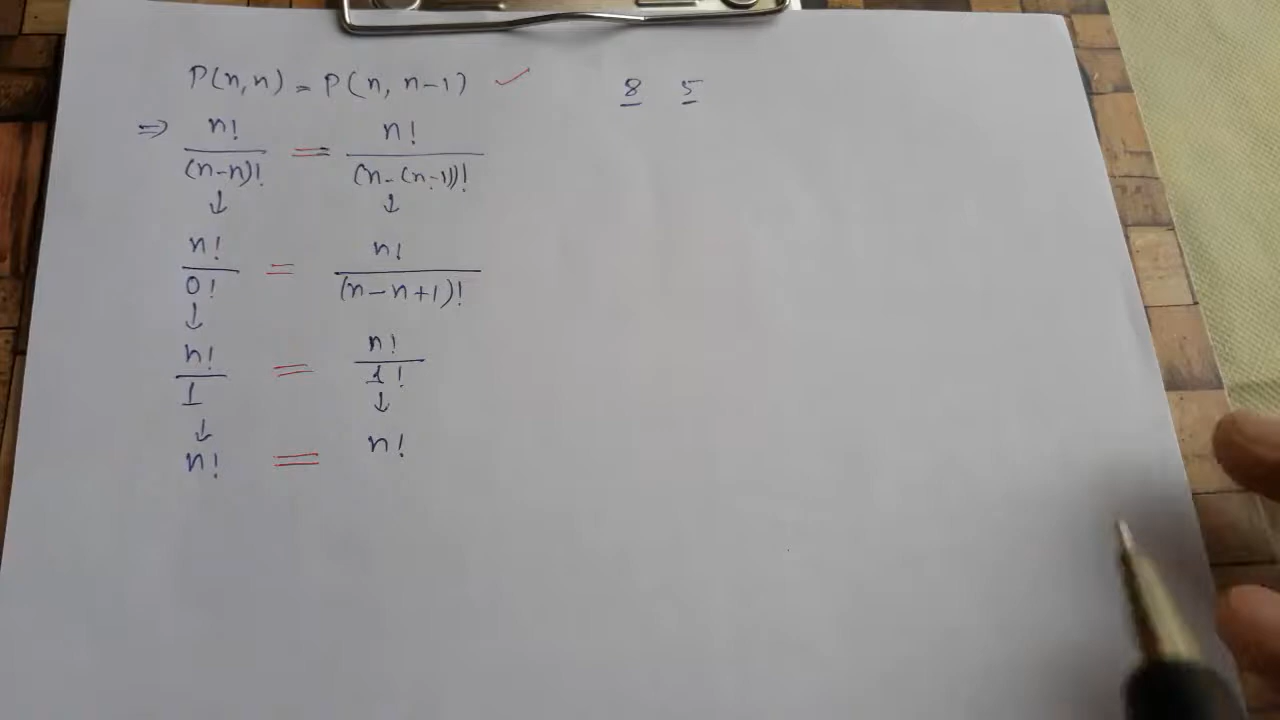 P(n,n) = P(n, n-1) ✓ 8 5
⇒ n!/(n-n)! = n!/(n-(n-1))!
↓ ↓
n!/0! = n!/(n-n+1)!
↓
n!/1 = n!/1!
↓ ↓
n! = n!